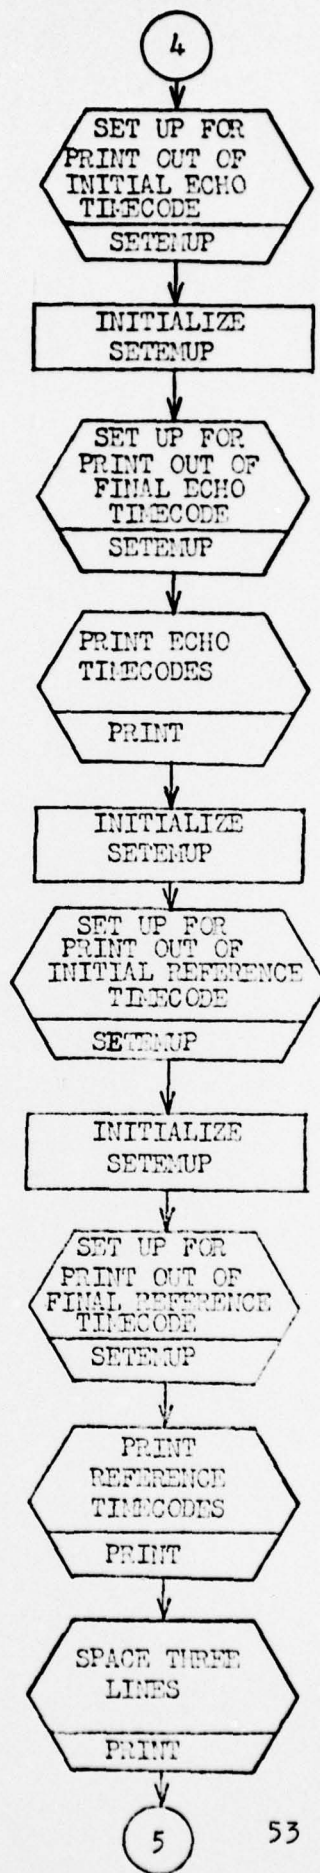 4
SET UP FOR
PRINT OUT OF
INITIAL ECHO
TIMECODE
SETEMUP
INITIALIZE
SETEMUP
SET UP FOR
PRINT OUT OF
FINAL ECHO
TIMECODE
SETEMUP
PRINT ECHO
TIMECODES
PRINT
INITIALIZE
SETEMUP
SET UP FOR
PRINT OUT OF
INITIAL REFERENCE
TIMECODE
SETEMUP
INITIALIZE
SETEMUP
SET UP FOR
PRINT OUT OF
FINAL REFERENCE
TIMECODE
SETEMUP
PRINT
REFERENCE
TIMECODES
PRINT
SPACE THREE
LINES
PRINT
5
53